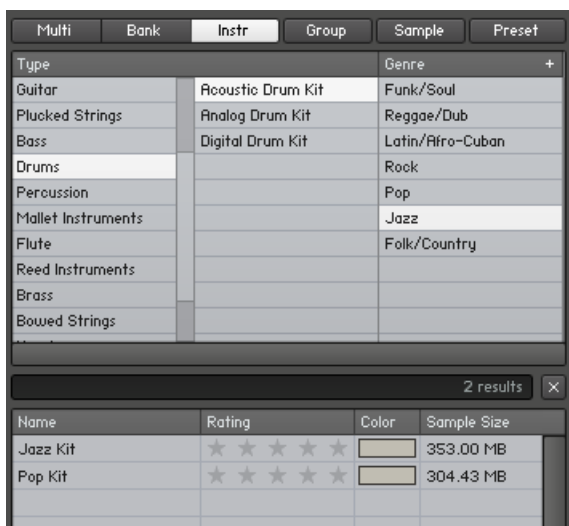 Multi Bank Instr Group Sample Preset
Type Genre +
Guitar Acoustic Drum Kit Funk/Soul
Plucked Strings Analog Drum Kit Reggae/Dub
Bass Digital Drum Kit Latin/Afro-Cuban
Drums Rock
Percussion Pop
Mallet Instruments Jazz
Flute Folk/Country
Reed Instruments
Brass
Bowed Strings
2 results ×
Name Rating Color Sample Size
Jazz Kit 353.00 MB
Pop Kit 304.43 MB